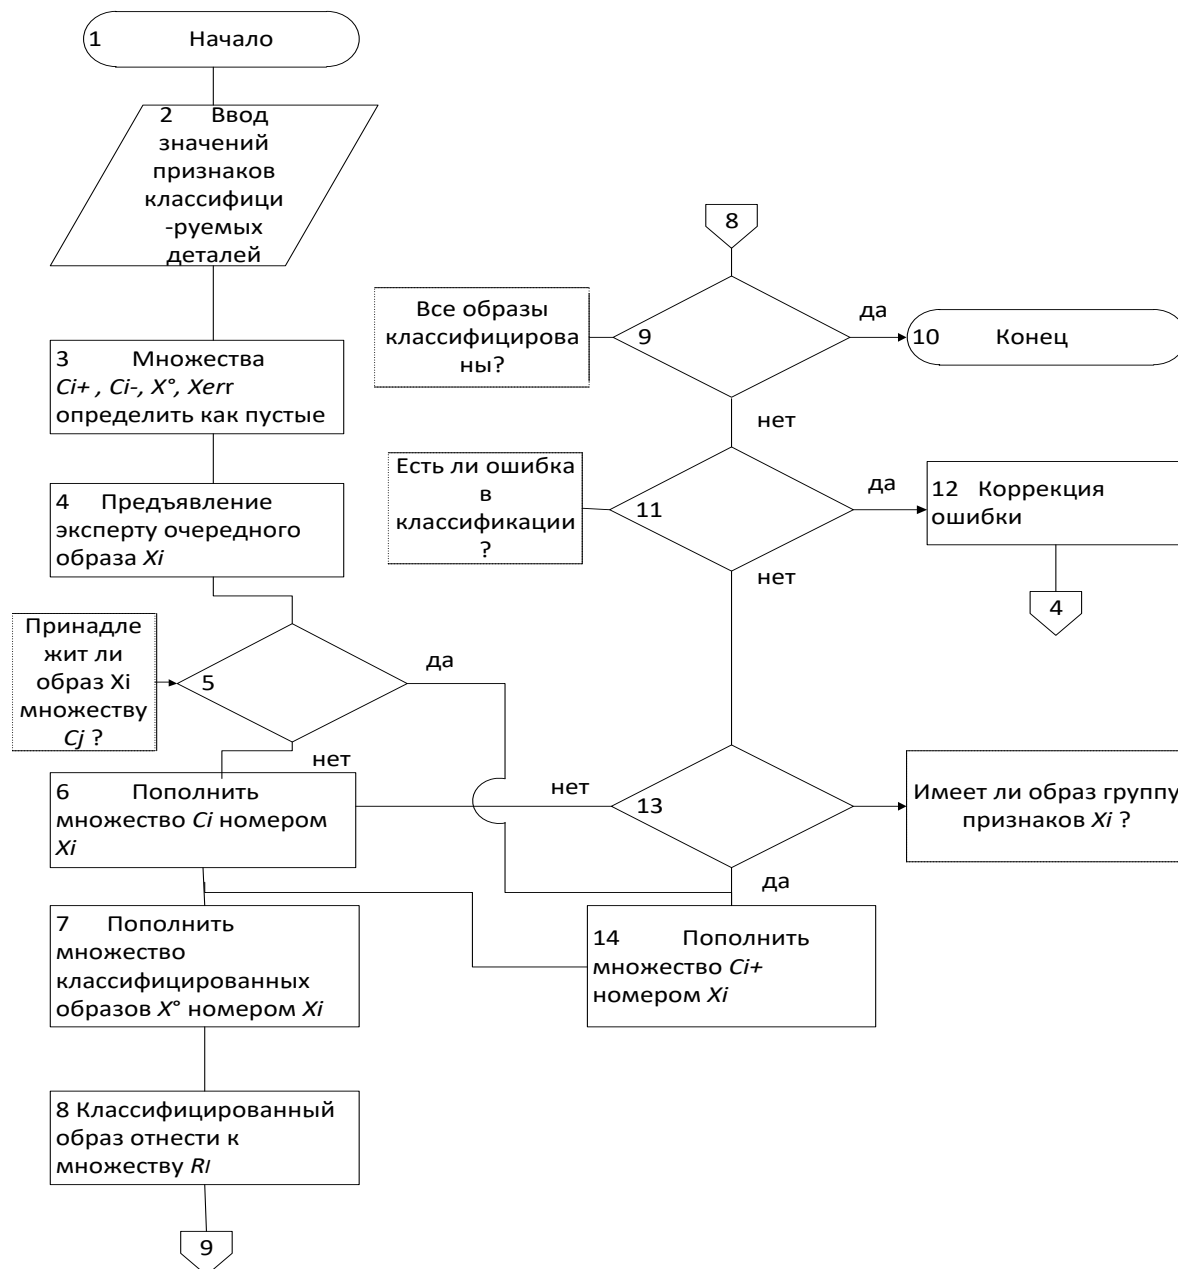 1 Начало
2 Ввод
значений
признаков
классифици
-руемых
деталей
3 Множества
Ci+ , Ci-, X°, Xerr
определить как пустые
4 Предъявление
эксперту очередного
образа Xi
Принадле
жит ли
образ Xi
множеству
Cj ?
5
да
нет
6 Пополнить
множество Ci номером
Xi
7 Пополнить
множество
классифицированных
образов X° номером Xi
8 Классифицированный
образ отнести к
множеству RI
9
8
Все образы
классифицирова
ны?
9
да
10 Конец
нет
Есть ли ошибка
в
классификации
?
11
да
12 Коррекция
ошибки
4
нет
нет
13
Имеет ли образ группу
признаков Xi ?
да
14 Пополнить
множество Ci+
номером Xi